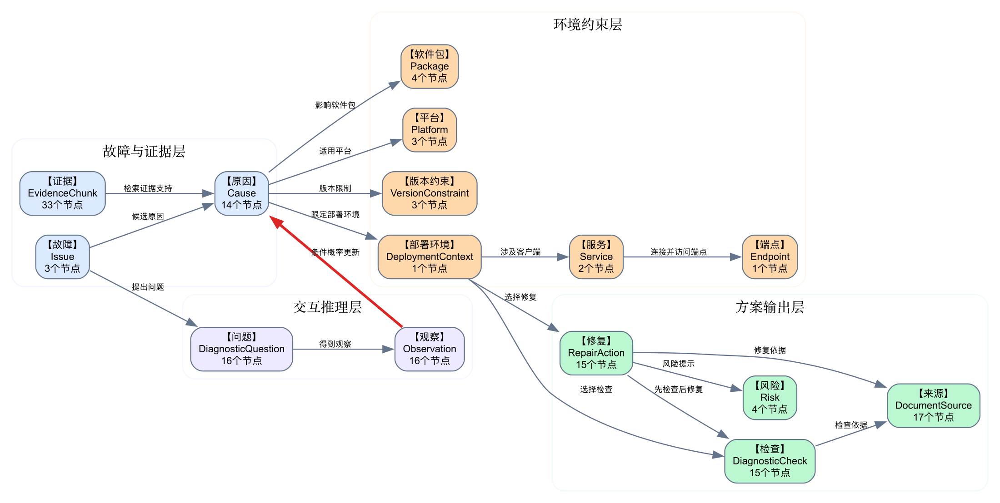 环境约束层
【软件包】
Package
4个节点
影响软件包
【平台】
Platform
3个节点
适用平台
故障与证据层
【证据】
EvidenceChunk
33个节点
检索证据支持
【原因】
Cause
14个节点
版本限制
【版本约束】
VersionConstraint
3个节点
候选原因
限定部署环境
【故障】
Issue
3个节点
条件概率更新
【部署环境】
DeploymentContext
1个节点
涉及客户端
【服务】
Service
2个节点
连接并访问端点
【端点】
Endpoint
1个节点
提出问题
选择修复
交互推理层
【问题】
DiagnosticQuestion
16个节点
得到观察
【观察】
Observation
16个节点
方案输出层
【修复】
RepairAction
15个节点
修复依据
风险提示
选择检查
先检查后修复
【风险】
Risk
4个节点
【来源】
DocumentSource
17个节点
检查依据
【检查】
DiagnosticCheck
15个节点